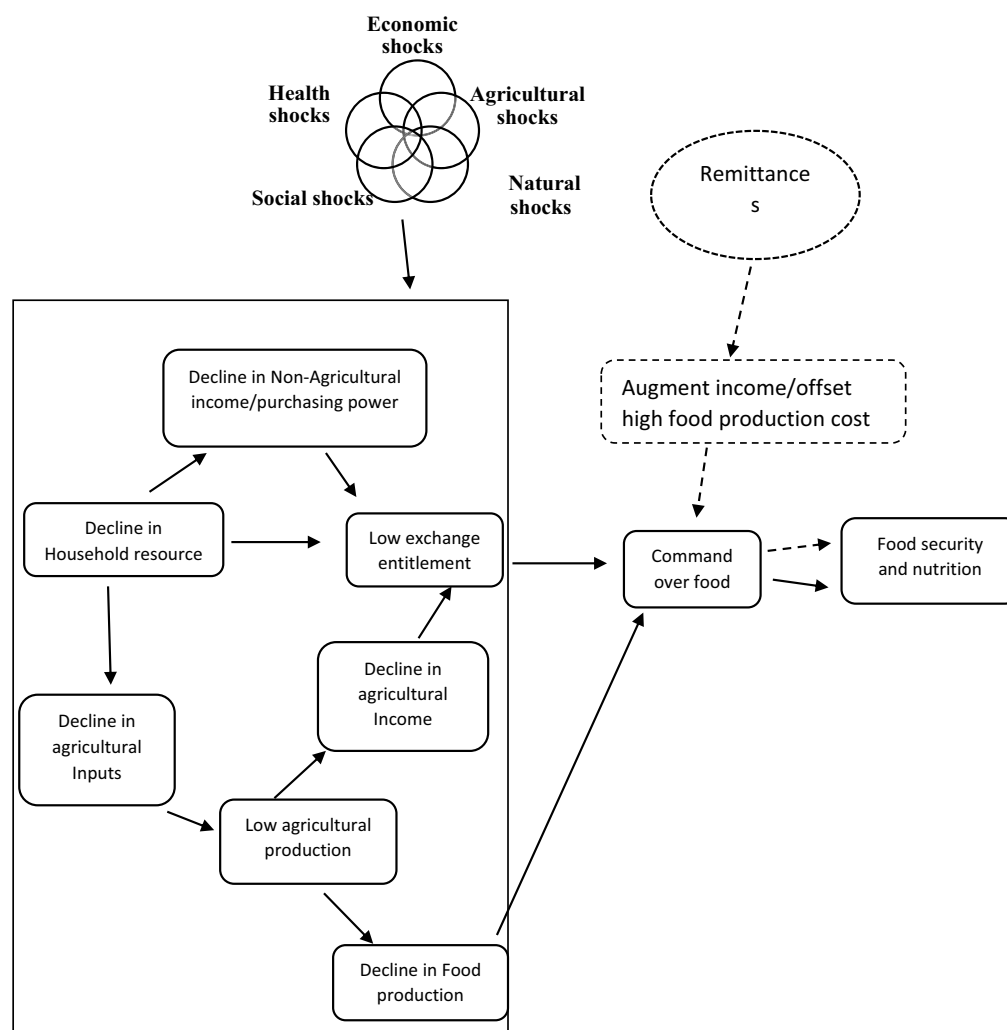 Economic
shocks
Health
shocks
Agricultural
shocks
Social shocks
Natural
shocks
Remittance
s
Decline in Non-Agricultural
income/purchasing power
Augment income/offset
high food production cost
Decline in
Household resource
Low exchange
entitlement
Command
over food
Food security
and nutrition
Decline in
agricultural
Income
Decline in
agricultural
Inputs
Low agricultural
production
Decline in Food
production